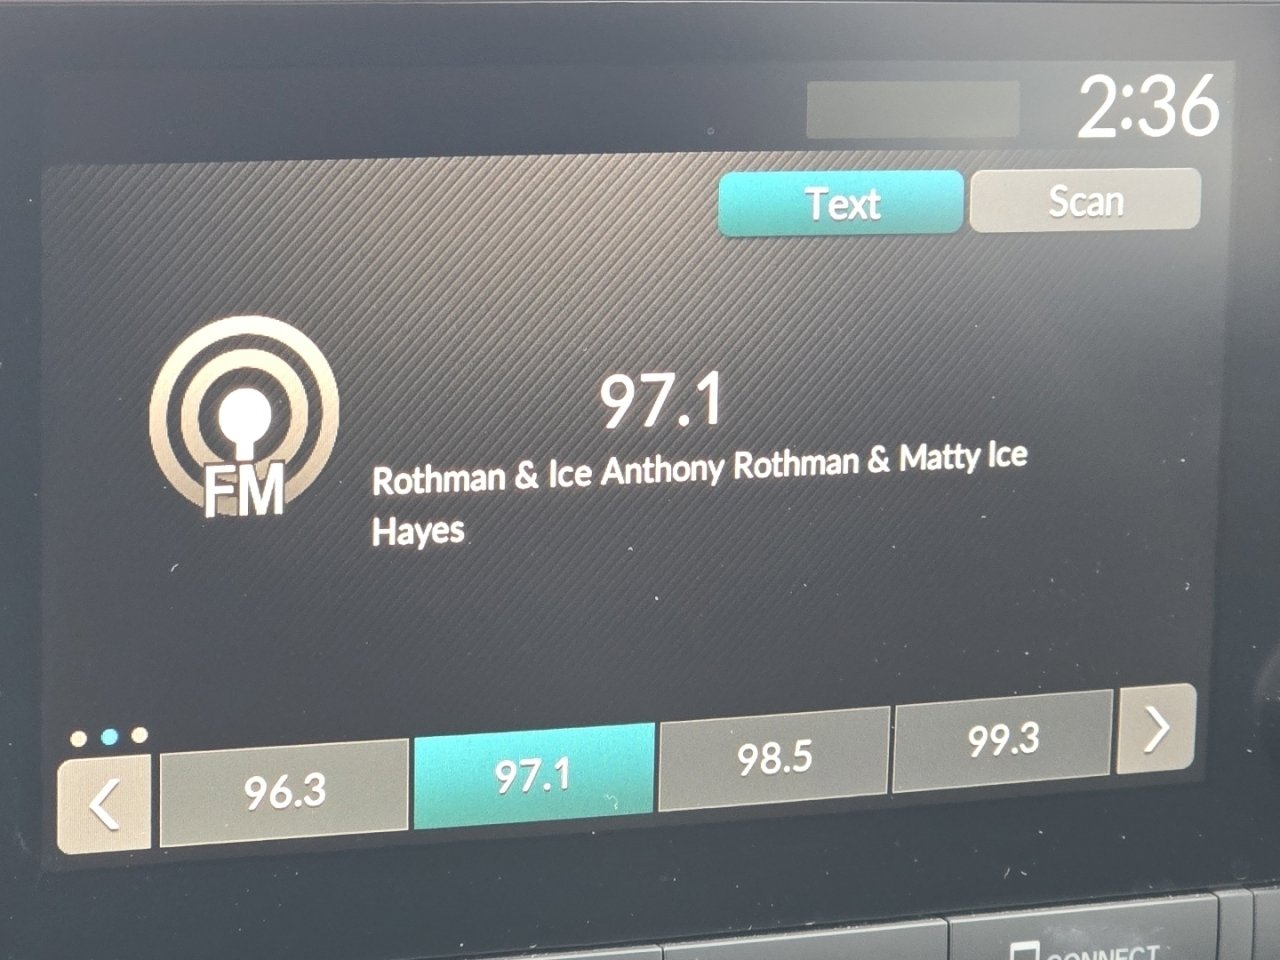 2:36
Text
Scan
FM
97.1
Rothman & Ice Anthony Rothman & Matty Ice
Hayes
96.3
97.1
98.5
99.3
CONNECT